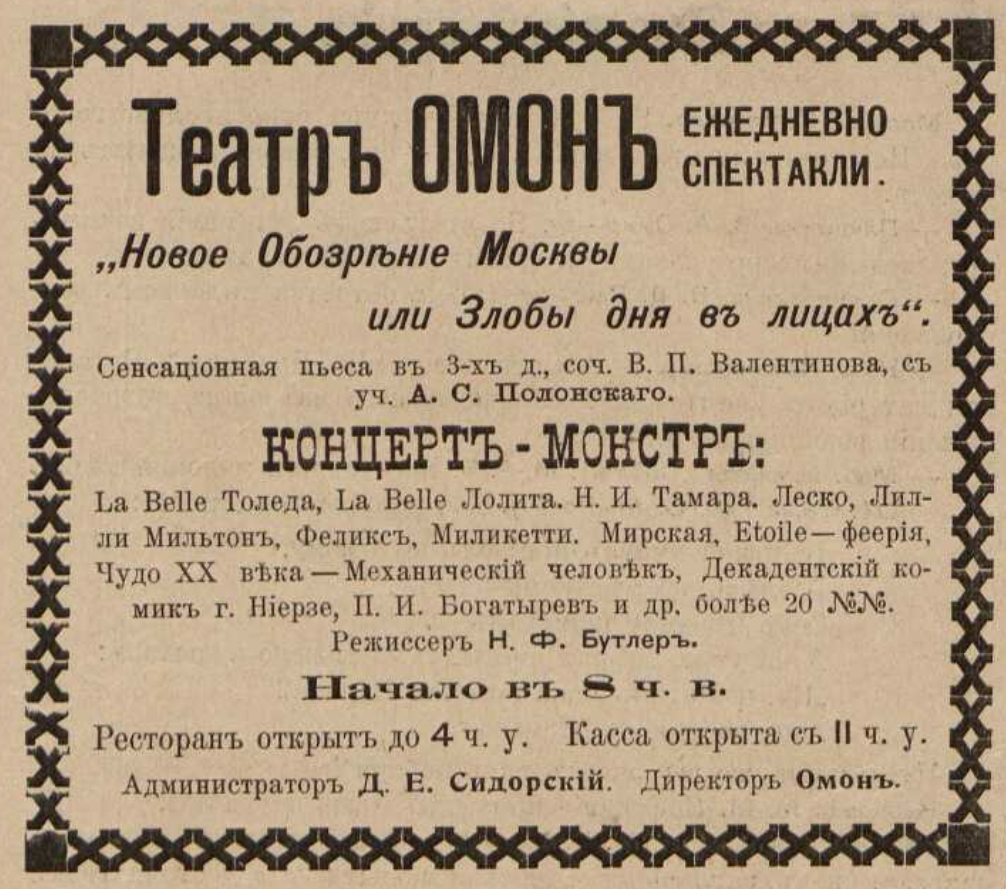 Театръ ОМОНЪ ЕЖЕДНЕВНО СПЕКТАКЛИ.
„Новое Обозрѣніе Москвы
или Злобы дня въ лицахъ“.
Сенсаціонная пьеса въ 3-хъ д., соч. В. П. Валентинова, съ
уч. А. С. Полонскаго.
КОНЦЕРТЪ - МОНСТРЪ:
La Belle Толеда, La Belle Лолита. Н. И. Тамара. Леско, Лил-
ли Мильтонъ, Феликсъ, Миликетти. Мирская, Etoile—феерія,
Чудо XX вѣка—Механическій человѣкъ, Декадентскій ко-
микъ г. Ніерзе, П. И. Богатыревъ и др. болѣе 20 №№.
Режиссеръ Н. Ф. Бутлеръ.
Начало въ 8 ч. в.
Ресторанъ открытъ до 4 ч. у. Касса открыта съ II ч. у.
Администраторъ Д. Е. Сидорскій. Директоръ Омонъ.